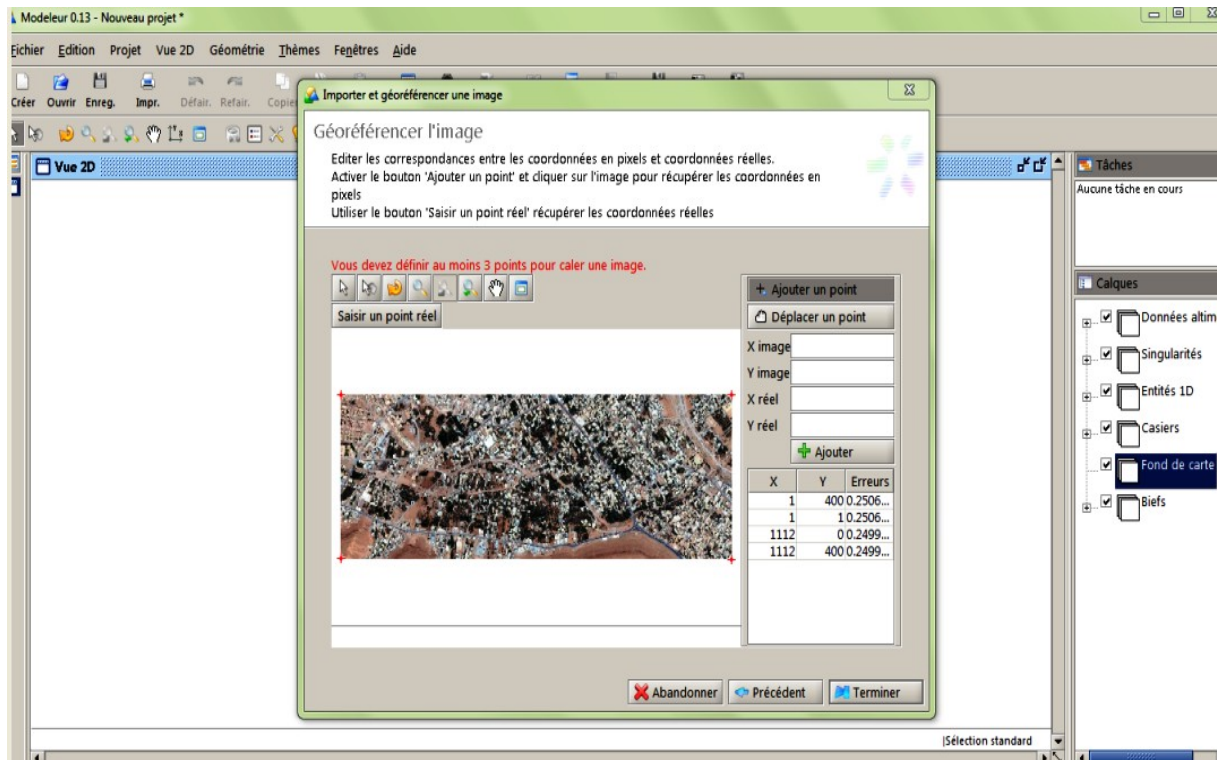 Modeleur 0.13 - Nouveau projet *
Fichier Edition Projet Vue 2D Géométrie Thèmes Fenêtres Aide
Créer Ouvrir Enreg. Impr. Défair. Refair. Copier
Importer et géoréférencer une image
Géoréférencer l'image
Editer les correspondances entre les coordonnées en pixels et coordonnées réelles.
Activer le bouton 'Ajouter un point' et cliquer sur l'image pour récupérer les coordonnées en
pixels
Utiliser le bouton 'Saisir un point réel' récupérer les coordonnées réelles
Vous devez définir au moins 3 points pour caler une image.
Saisir un point réel
Ajouter un point
Déplacer un point
X image
Y image
X réel
Y réel
Ajouter
X Y Erreurs
1 400 0.2506...
1 1 0.2506...
1112 0 0.2499...
1112 400 0.2499...
Abandonner Précédent Terminer
Vue 2D
|Sélection standard
Tâches
Aucune tâche en cours
Calques
Données altim
Singularités
Entités 1D
Casiers
Fond de carte
Biefs